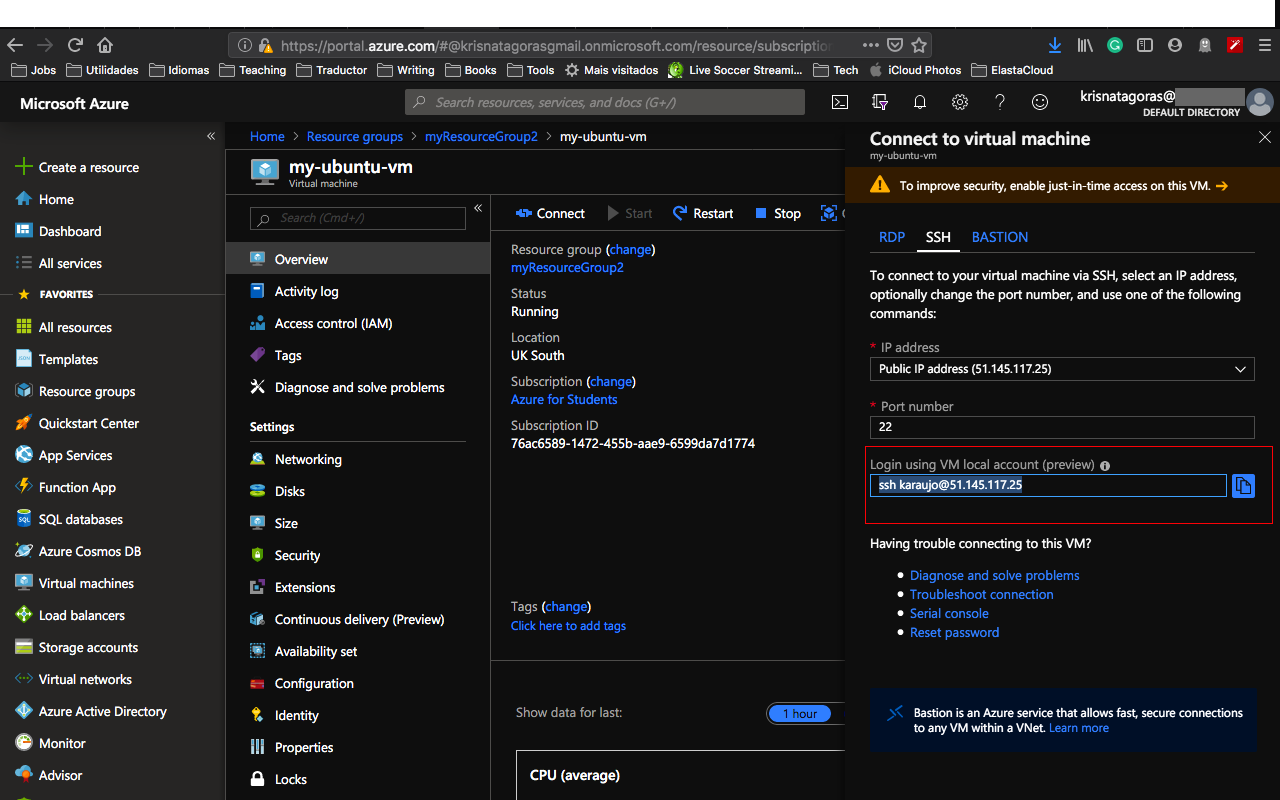 https://portal.azure.com/#@krisnatagorasgmail.onmicrosoft.com/resource/subscription
Jobs Utilidades Idiomas Teaching Traductor Writing Books Tools Mais visitados Live Soccer Streami... Tech iCloud Photos ElastaCloud
Microsoft Azure
Search resources, services, and docs (G+/)
krisnatagoras@
DEFAULT DIRECTORY
«
Create a resource
Home
Dashboard
All services
FAVORITES
All resources
Templates
Resource groups
Quickstart Center
App Services
Function App
SQL databases
Azure Cosmos DB
Virtual machines
Load balancers
Storage accounts
Virtual networks
Azure Active Directory
Monitor
Advisor
Home > Resource groups > myResourceGroup2 > my-ubuntu-vm
my-ubuntu-vm
Virtual machine
Search (Cmd+/)
«
Overview
Activity log
Access control (IAM)
Tags
Diagnose and solve problems
Settings
Networking
Disks
Size
Security
Extensions
Continuous delivery (Preview)
Availability set
Configuration
Identity
Properties
Locks
Connect Start Restart Stop
Resource group (change)
myResourceGroup2
Status
Running
Location
UK South
Subscription (change)
Azure for Students
Subscription ID
76ac6589-1472-455b-aae9-6599da7d1774
Tags (change)
Click here to add tags
Show data for last:
1 hour
CPU (average)
Connect to virtual machine
my-ubuntu-vm
To improve security, enable just-in-time access on this VM. →
RDP SSH BASTION
To connect to your virtual machine via SSH, select an IP address,
optionally change the port number, and use one of the following
commands:
* IP address
Public IP address (51.145.117.25)
* Port number
22
Login using VM local account (preview)
ssh karaujo@51.145.117.25
Having trouble connecting to this VM?
Diagnose and solve problems
Troubleshoot connection
Serial console
Reset password
Bastion is an Azure service that allows fast, secure connections
to any VM within a VNet. Learn more